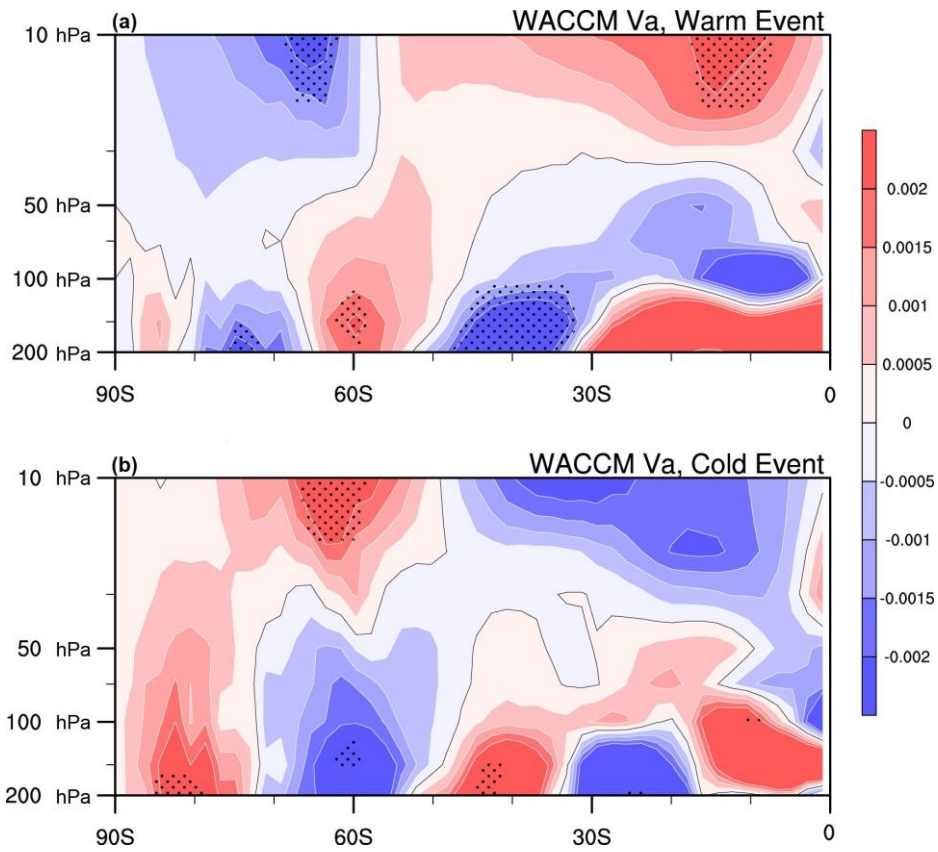 (a) WACCM Va, Warm Event
10 hPa
50 hPa
100 hPa
200 hPa
90S 60S 30S 0
(b) WACCM Va, Cold Event
10 hPa
50 hPa
100 hPa
200 hPa
90S 60S 30S 0
0.002
0.0015
0.001
0.0005
0
-0.0005
-0.001
-0.0015
-0.002